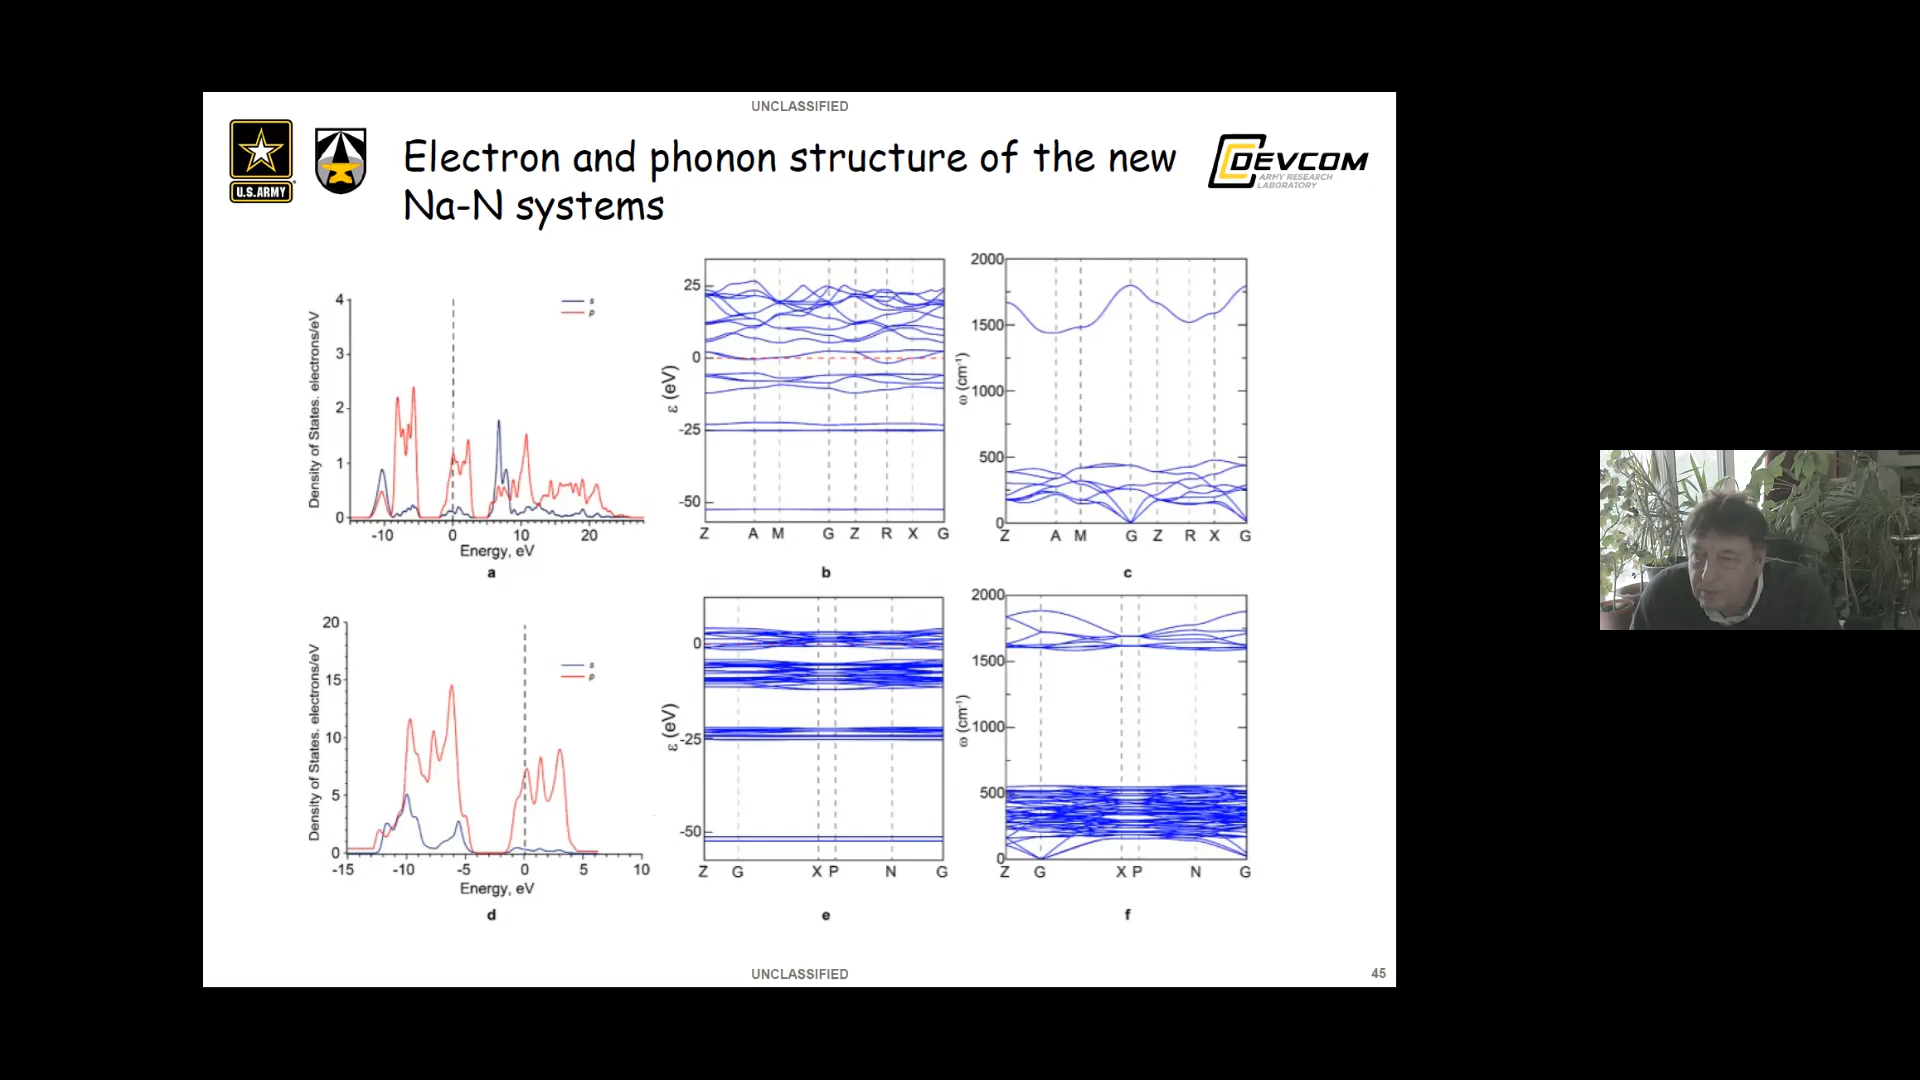 UNCLASSIFIED
U.S.ARMY
Electron and phonon structure of the new
Na-N systems
DEVCOM
ARMY RESEARCH
LABORATORY
4
3
2
1
0
Density of States. electrons/eV
s
p
-10
0
10
20
Energy, eV
a
25
0
-25
-50
ε (eV)
Z
A
M
G
Z
R
X
G
b
2000
1500
1000
500
0
ω (cm-1)
Z
A
M
G
Z
R
X
G
c
20
15
10
5
0
Density of States. electrons/eV
s
p
-15
-10
-5
0
5
10
Energy, eV
d
0
-25
-50
ε (eV)
Z
G
X
P
N
G
e
2000
1500
1000
500
0
ω (cm-1)
Z
G
X
P
N
G
f
UNCLASSIFIED
45